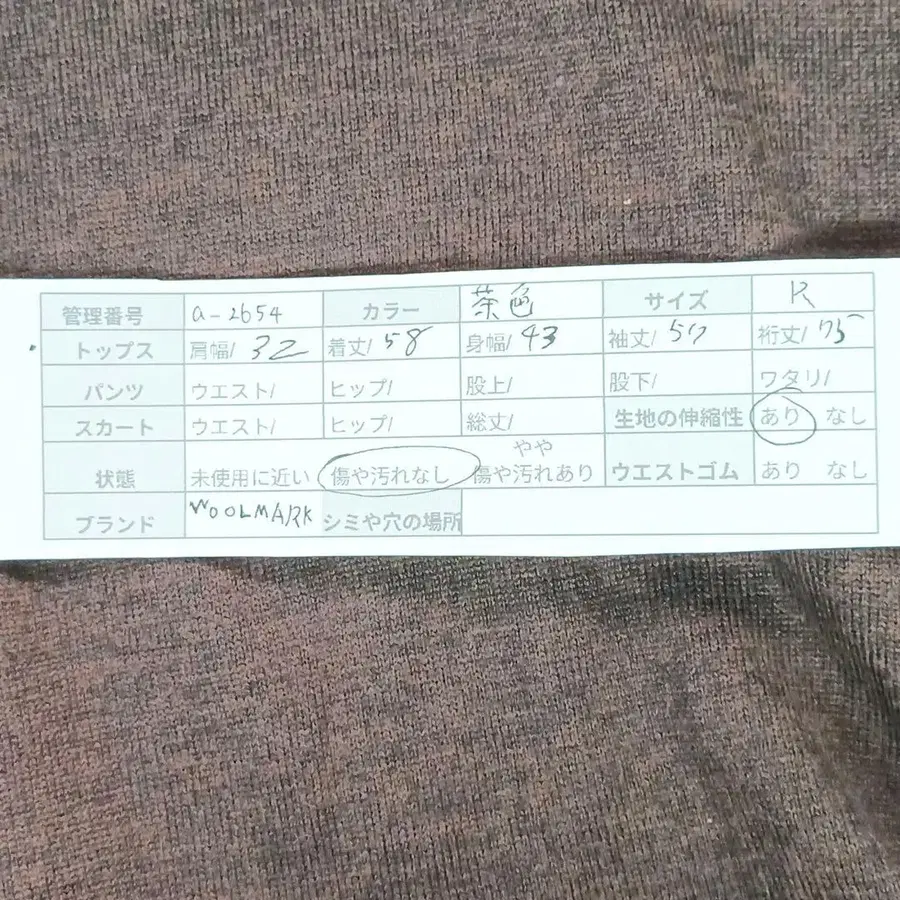 管理番号 a-2654 カラー 茶色 サイズ
トップス 肩幅/ 32 着丈/ 58 身幅/ 43 袖丈/ 57 裄丈/ 75
パンツ ウエスト/ ヒップ/ 股上/ 股下/ ワタリ/
スカート ウエスト/ ヒップ/ 総丈/ 生地の伸縮性 あり なし
状態 未使用に近い 傷や汚れなし やや傷や汚れあり ウエストゴム あり なし
ブランド WOOLMARK シミや穴の場所